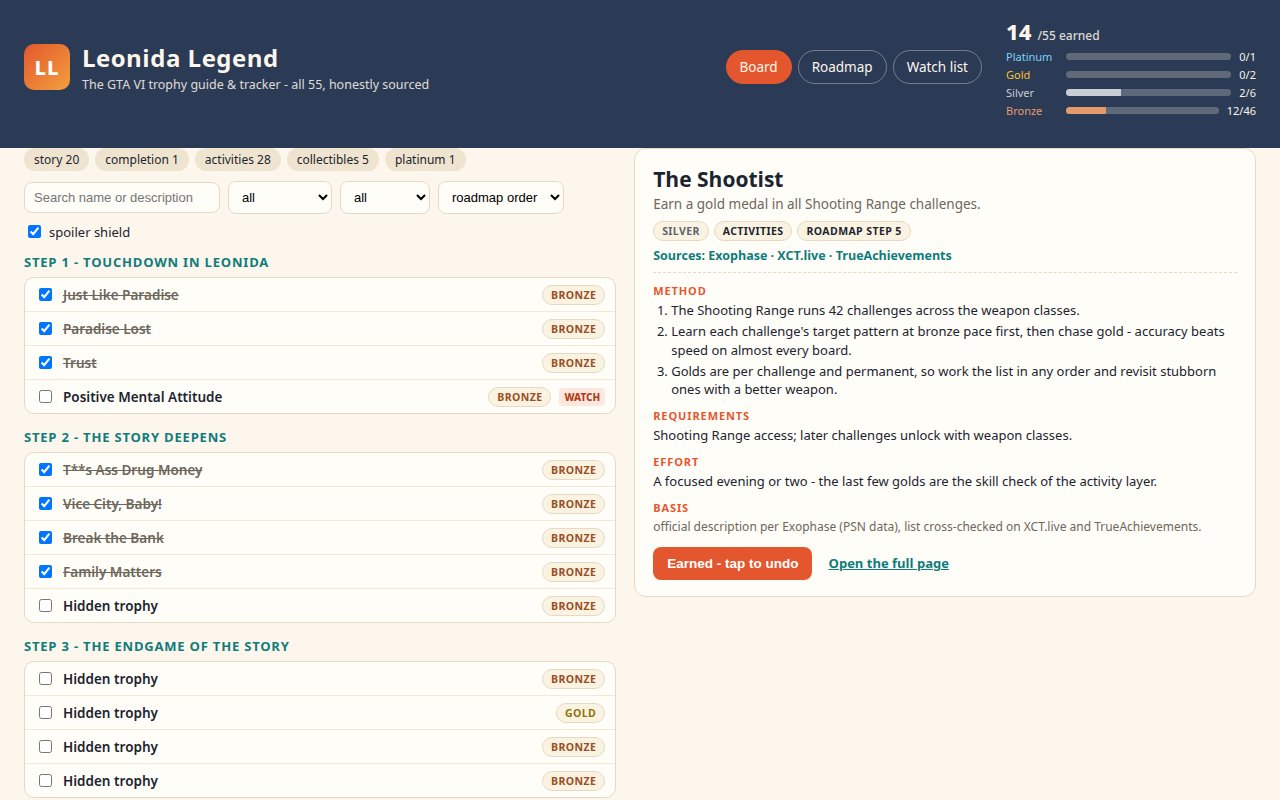 LL
Leonida Legend
The GTA VI trophy guide & tracker - all 55, honestly sourced
Board
Roadmap
Watch list
14 /55 earned
Platinum 0/1
Gold 0/2
Silver 2/6
Bronze 12/46
story 20
completion 1
activities 28
collectibles 5
platinum 1
Search name or description
all
all
roadmap order
spoiler shield
STEP 1 - TOUCHDOWN IN LEONIDA
Just Like Paradise BRONZE
Paradise Lost BRONZE
Trust BRONZE
Positive Mental Attitude BRONZE WATCH
STEP 2 - THE STORY DEEPENS
T**s Ass Drug Money BRONZE
Vice City, Baby! BRONZE
Break the Bank BRONZE
Family Matters BRONZE
Hidden trophy BRONZE
STEP 3 - THE ENDGAME OF THE STORY
Hidden trophy BRONZE
Hidden trophy GOLD
Hidden trophy BRONZE
Hidden trophy BRONZE
The Shootist
Earn a gold medal in all Shooting Range challenges.
SILVER
ACTIVITIES
ROADMAP STEP 5
Sources: Exophase · XCT.live · TrueAchievements
METHOD
1. The Shooting Range runs 42 challenges across the weapon classes.
2. Learn each challenge's target pattern at bronze pace first, then chase gold - accuracy beats
speed on almost every board.
3. Golds are per challenge and permanent, so work the list in any order and revisit stubborn
ones with a better weapon.
REQUIREMENTS
Shooting Range access; later challenges unlock with weapon classes.
EFFORT
A focused evening or two - the last few golds are the skill check of the activity layer.
BASIS
official description per Exophase (PSN data), list cross-checked on XCT.live and TrueAchievements.
Earned - tap to undo
Open the full page